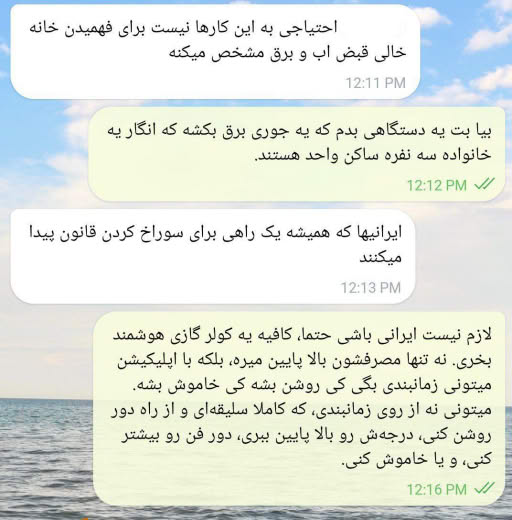 احتیاجی به این کارها نیست برای فهمیدن خانه
خالی قبض اب و برق مشخص میکنه
12:11 PM
بیا بت یه دستگاهی بدم که یه جوری برق بکشه که انگار یه
خانواده سه نفره ساکن واحد هستند.
12:12 PM
ایرانیها که همیشه یک راهی برای سوراخ کردن قانون پیدا
میکنند
12:13 PM
لازم نیست ایرانی باشی حتما، کافیه یه کولر گازی هوشمند
بخری. نه تنها مصرفشون بالا پایین میره، بلکه با اپلیکیشن
میتونی زمانبندی بگی کی روشن بشه کی خاموش بشه.
میتونی نه از روی زمانبندی، که کاملا سلیقه‌ای و از راه دور
روشن کنی، درجه‌ش رو بالا پایین ببری، دور فن رو بیشتر
کنی، و یا خاموش کنی.
12:16 PM